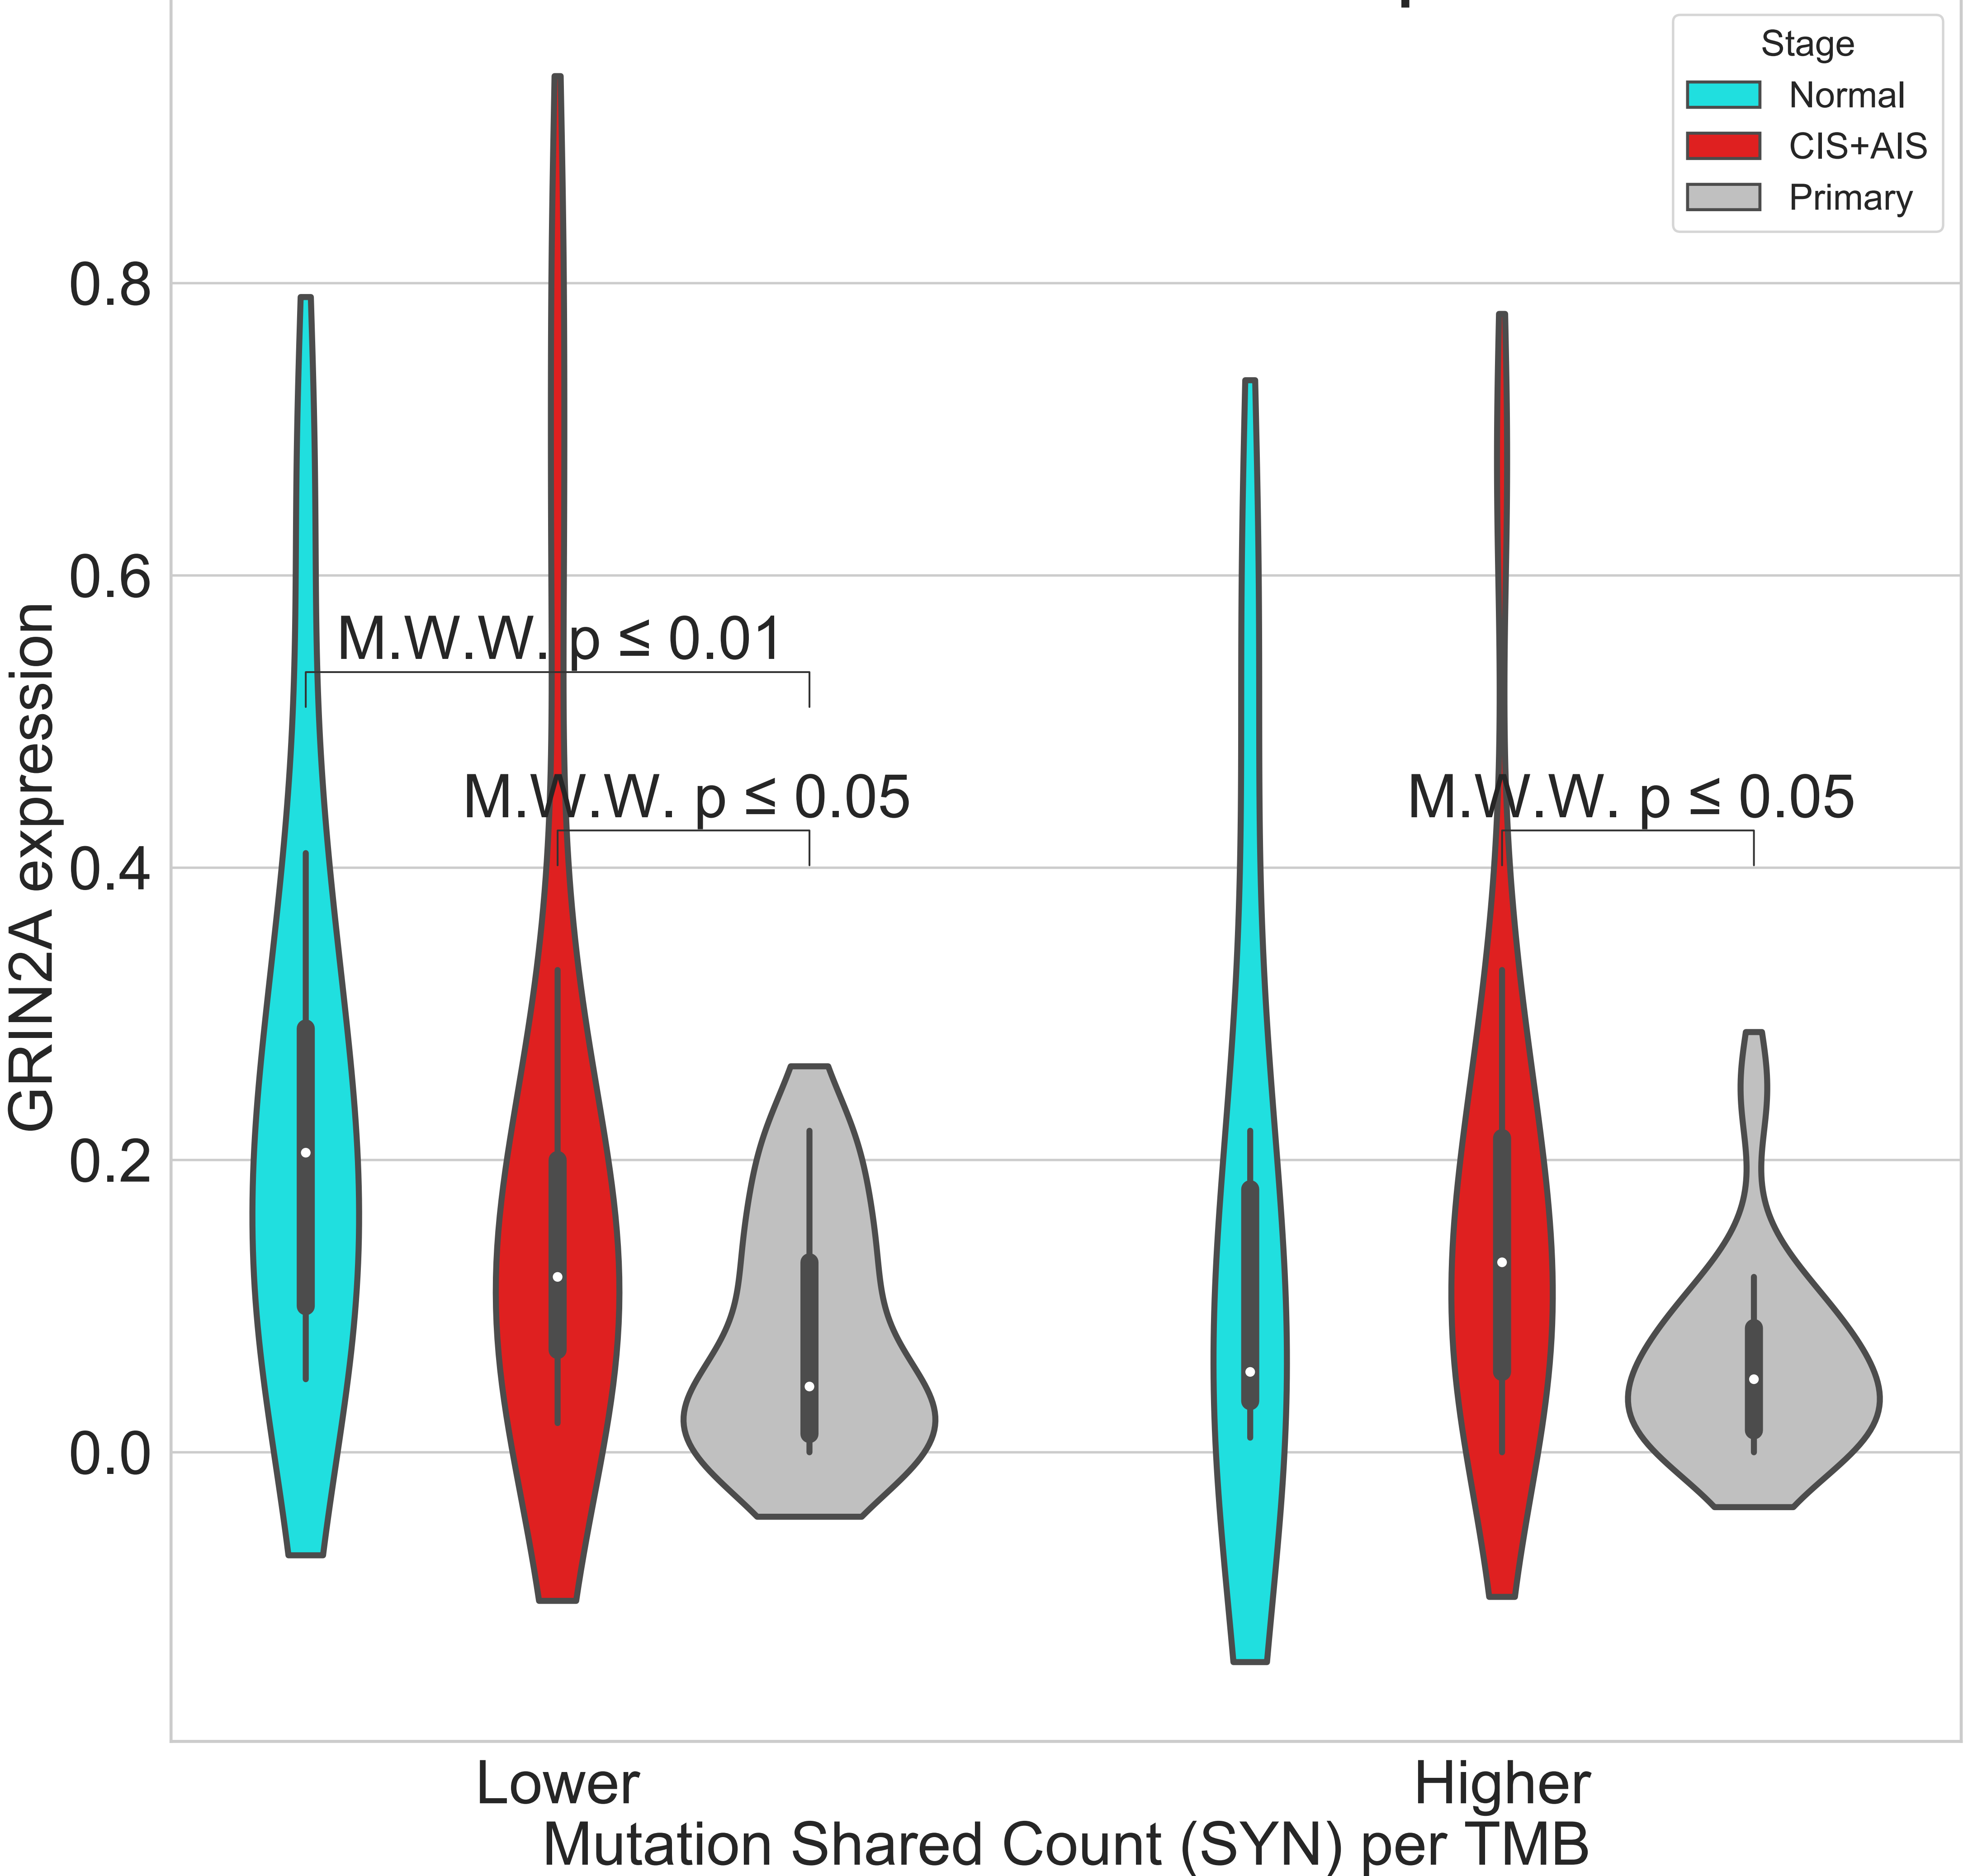 Stage
Normal
CIS+AIS
Primary
0.8
0.6
0.4
0.2
0.0
GRIN2A expression
M.W.W. p ≤ 0.01
M.W.W. p ≤ 0.05
M.W.W. p ≤ 0.05
Lower
Higher
Mutation Shared Count (SYN) per TMB